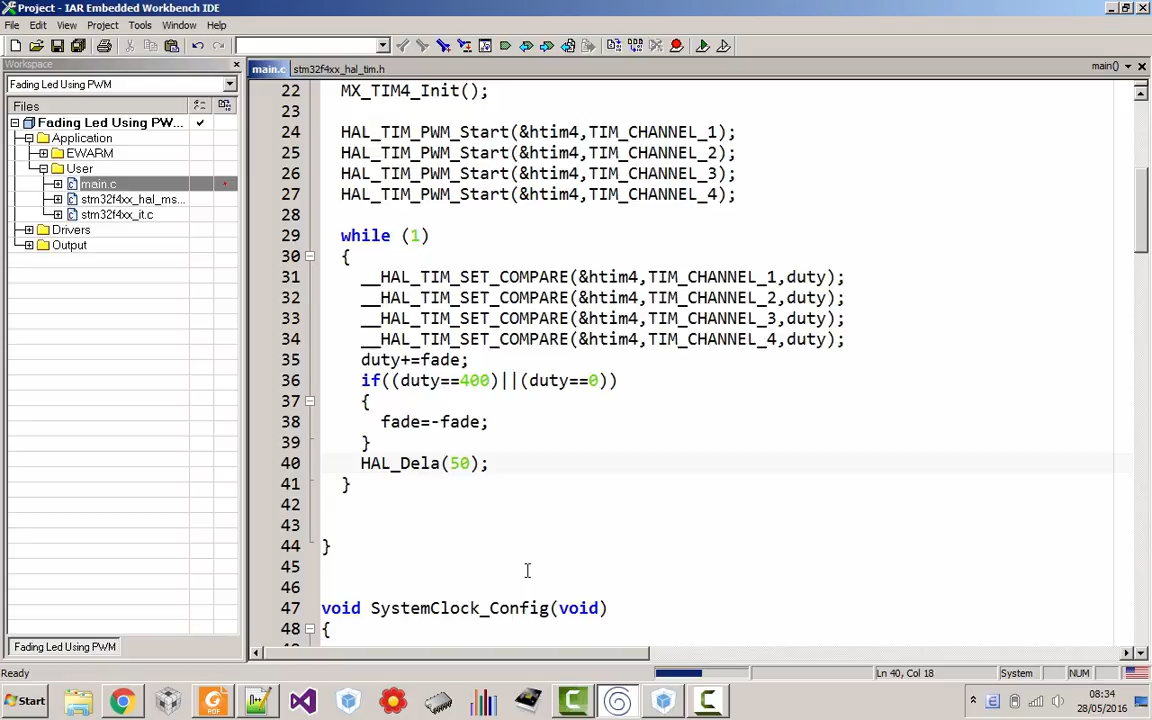 Project - IAR Embedded Workbench IDE
File Edit View Project Tools Window Help
Workspace
Fading Led Using PWM
Files
Fading Led Using PW...
Application
EWARM
User
main.c
stm32f4xx_hal_ms...
stm32f4xx_it.c
Drivers
Output
Fading Led Using PWM
main.c stm32f4xx_hal_tim.h main()
22 MX_TIM4_Init();
23
24 HAL_TIM_PWM_Start(&htim4,TIM_CHANNEL_1);
25 HAL_TIM_PWM_Start(&htim4,TIM_CHANNEL_2);
26 HAL_TIM_PWM_Start(&htim4,TIM_CHANNEL_3);
27 HAL_TIM_PWM_Start(&htim4,TIM_CHANNEL_4);
28
29 while (1)
30 {
31 __HAL_TIM_SET_COMPARE(&htim4,TIM_CHANNEL_1,duty);
32 __HAL_TIM_SET_COMPARE(&htim4,TIM_CHANNEL_2,duty);
33 __HAL_TIM_SET_COMPARE(&htim4,TIM_CHANNEL_3,duty);
34 __HAL_TIM_SET_COMPARE(&htim4,TIM_CHANNEL_4,duty);
35 duty+=fade;
36 if((duty==400)||(duty==0))
37 {
38 fade=-fade;
39 }
40 HAL_Dela(50);
41 }
42
43
44 }
45
46
47 void SystemClock_Config(void)
48 {
Ready Ln 40, Col 18 System NUM
Start
08:34
28/05/2016